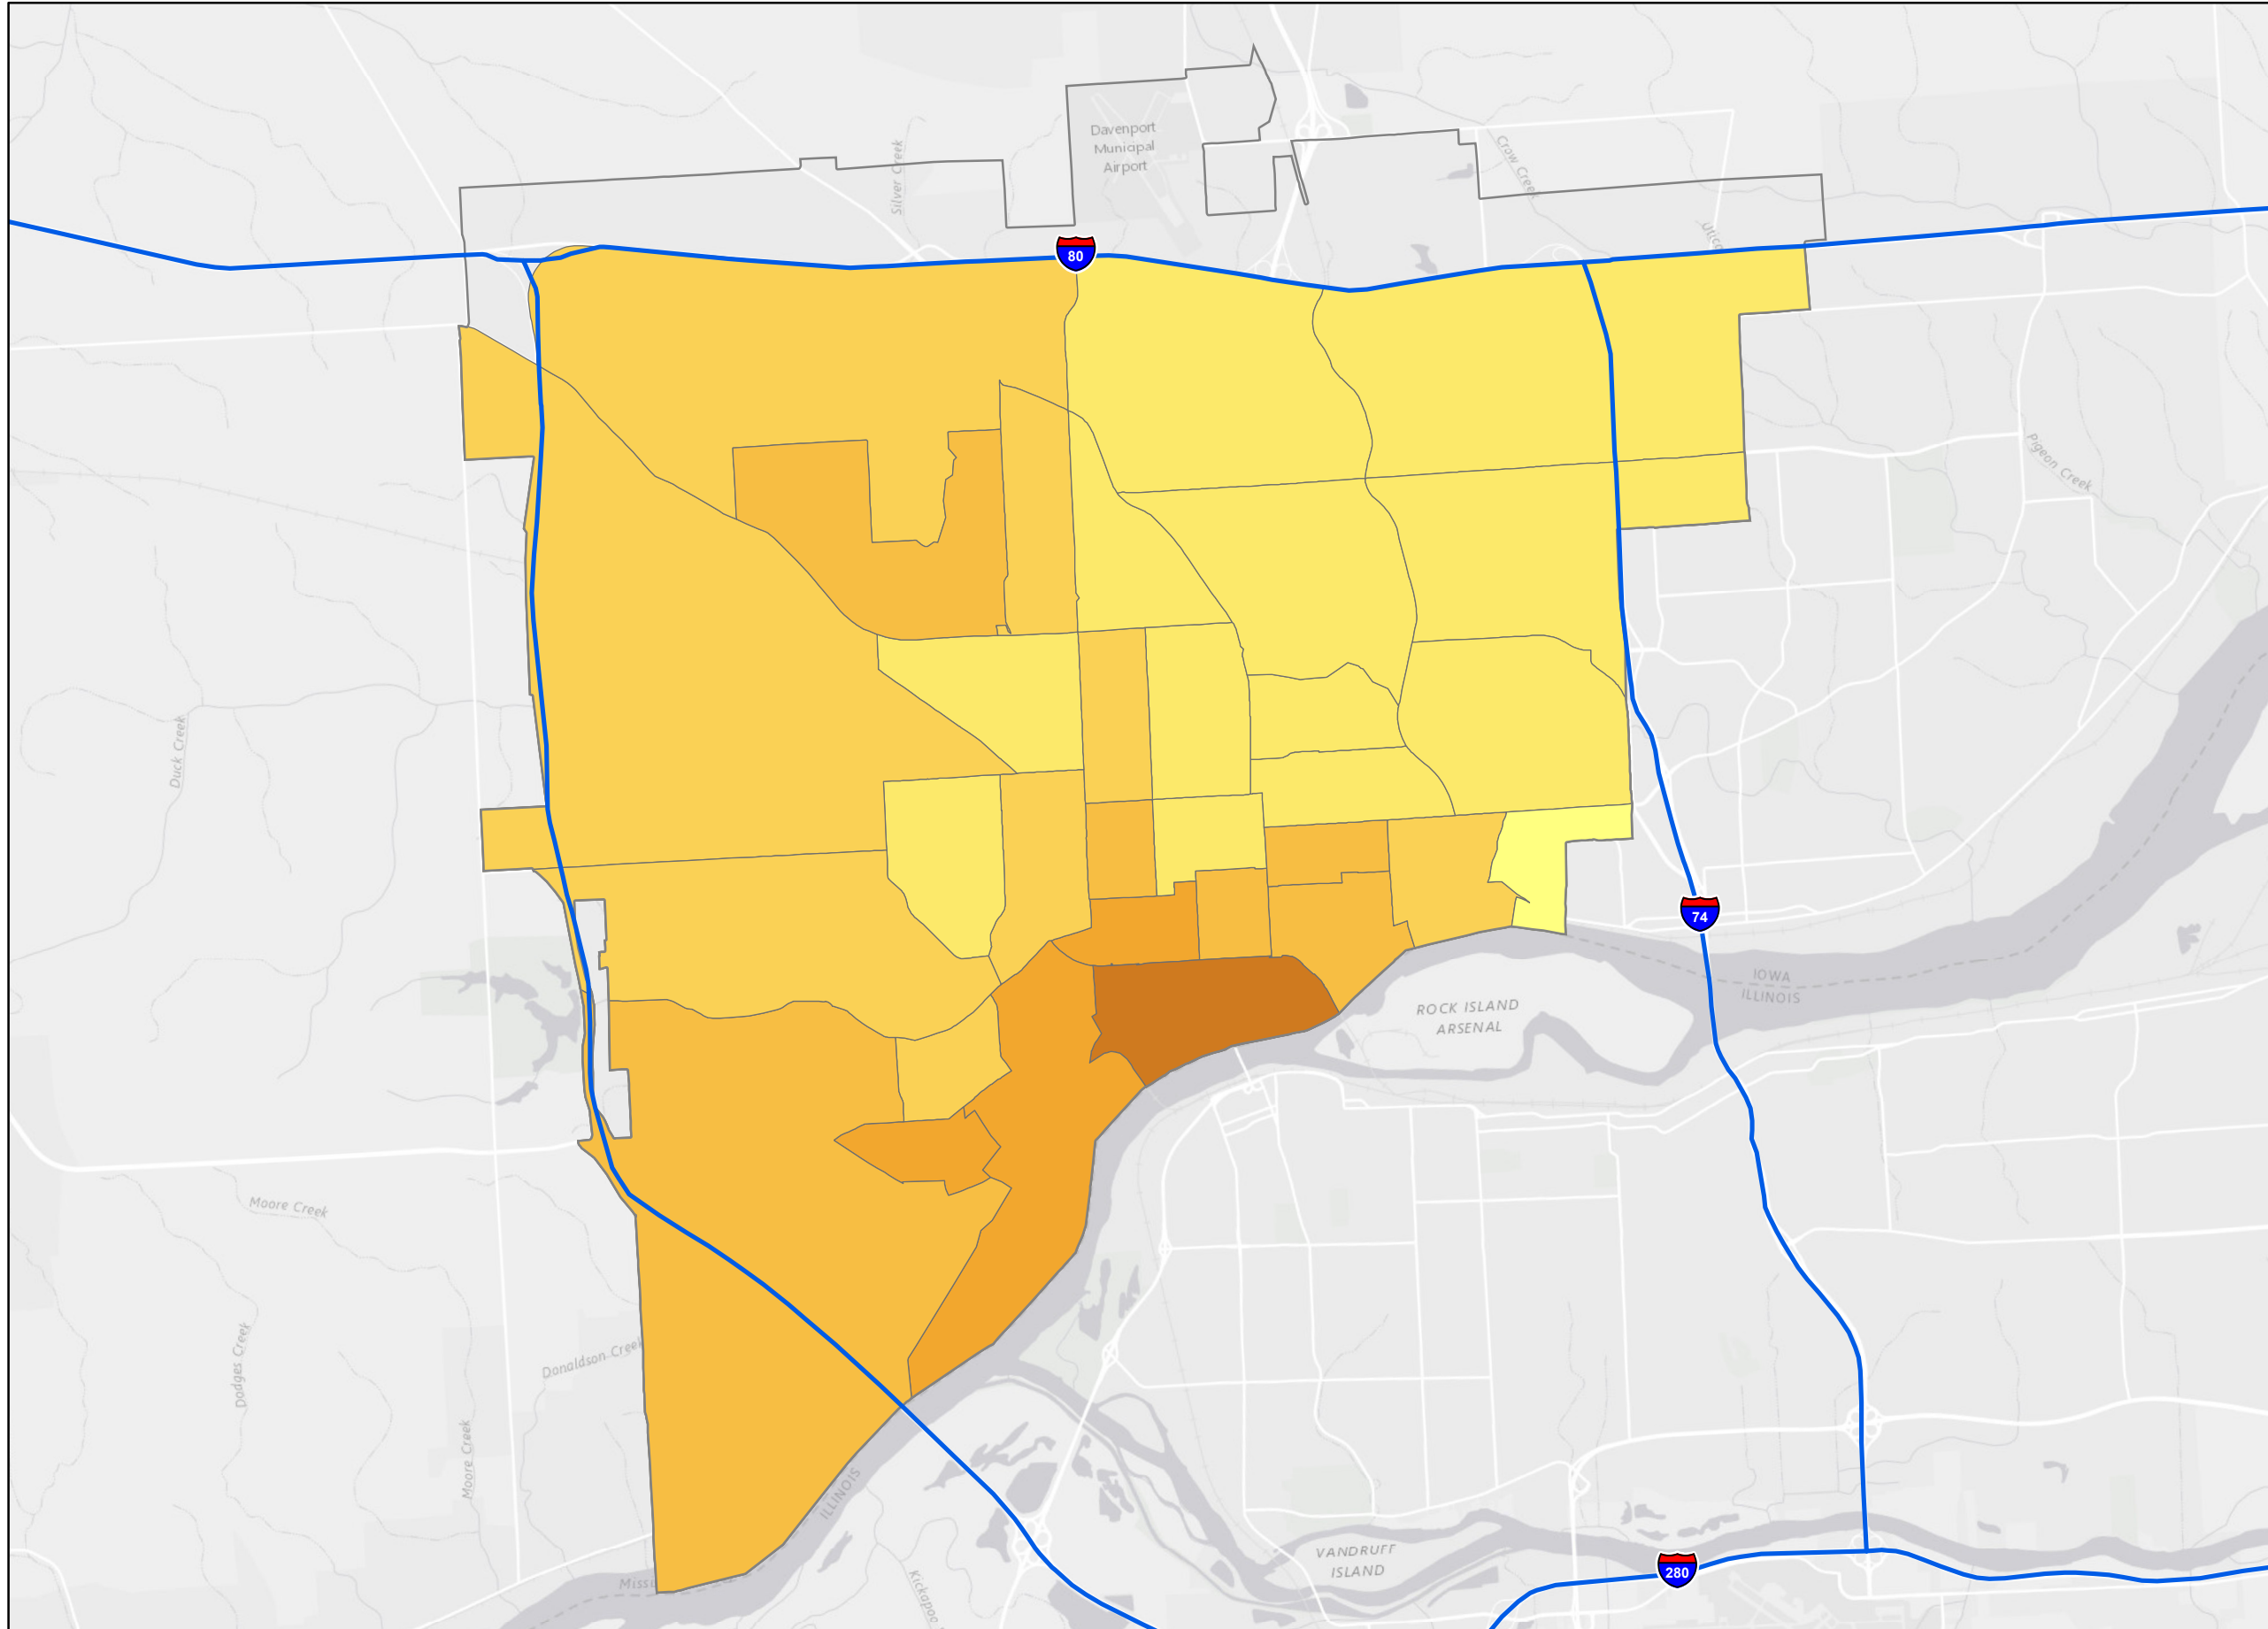 Davenport
Municipal
Airport
Silver Creek
Crow Creek
80
Pigeon Creek
Duck Creek
74
IOWA
ILLINOIS
ROCK ISLAND
ARSENAL
Moore Creek
Donaldson Creek
Dodges Creek
Moore Creek
ILLINOIS
VANDRUFF
ISLAND
280